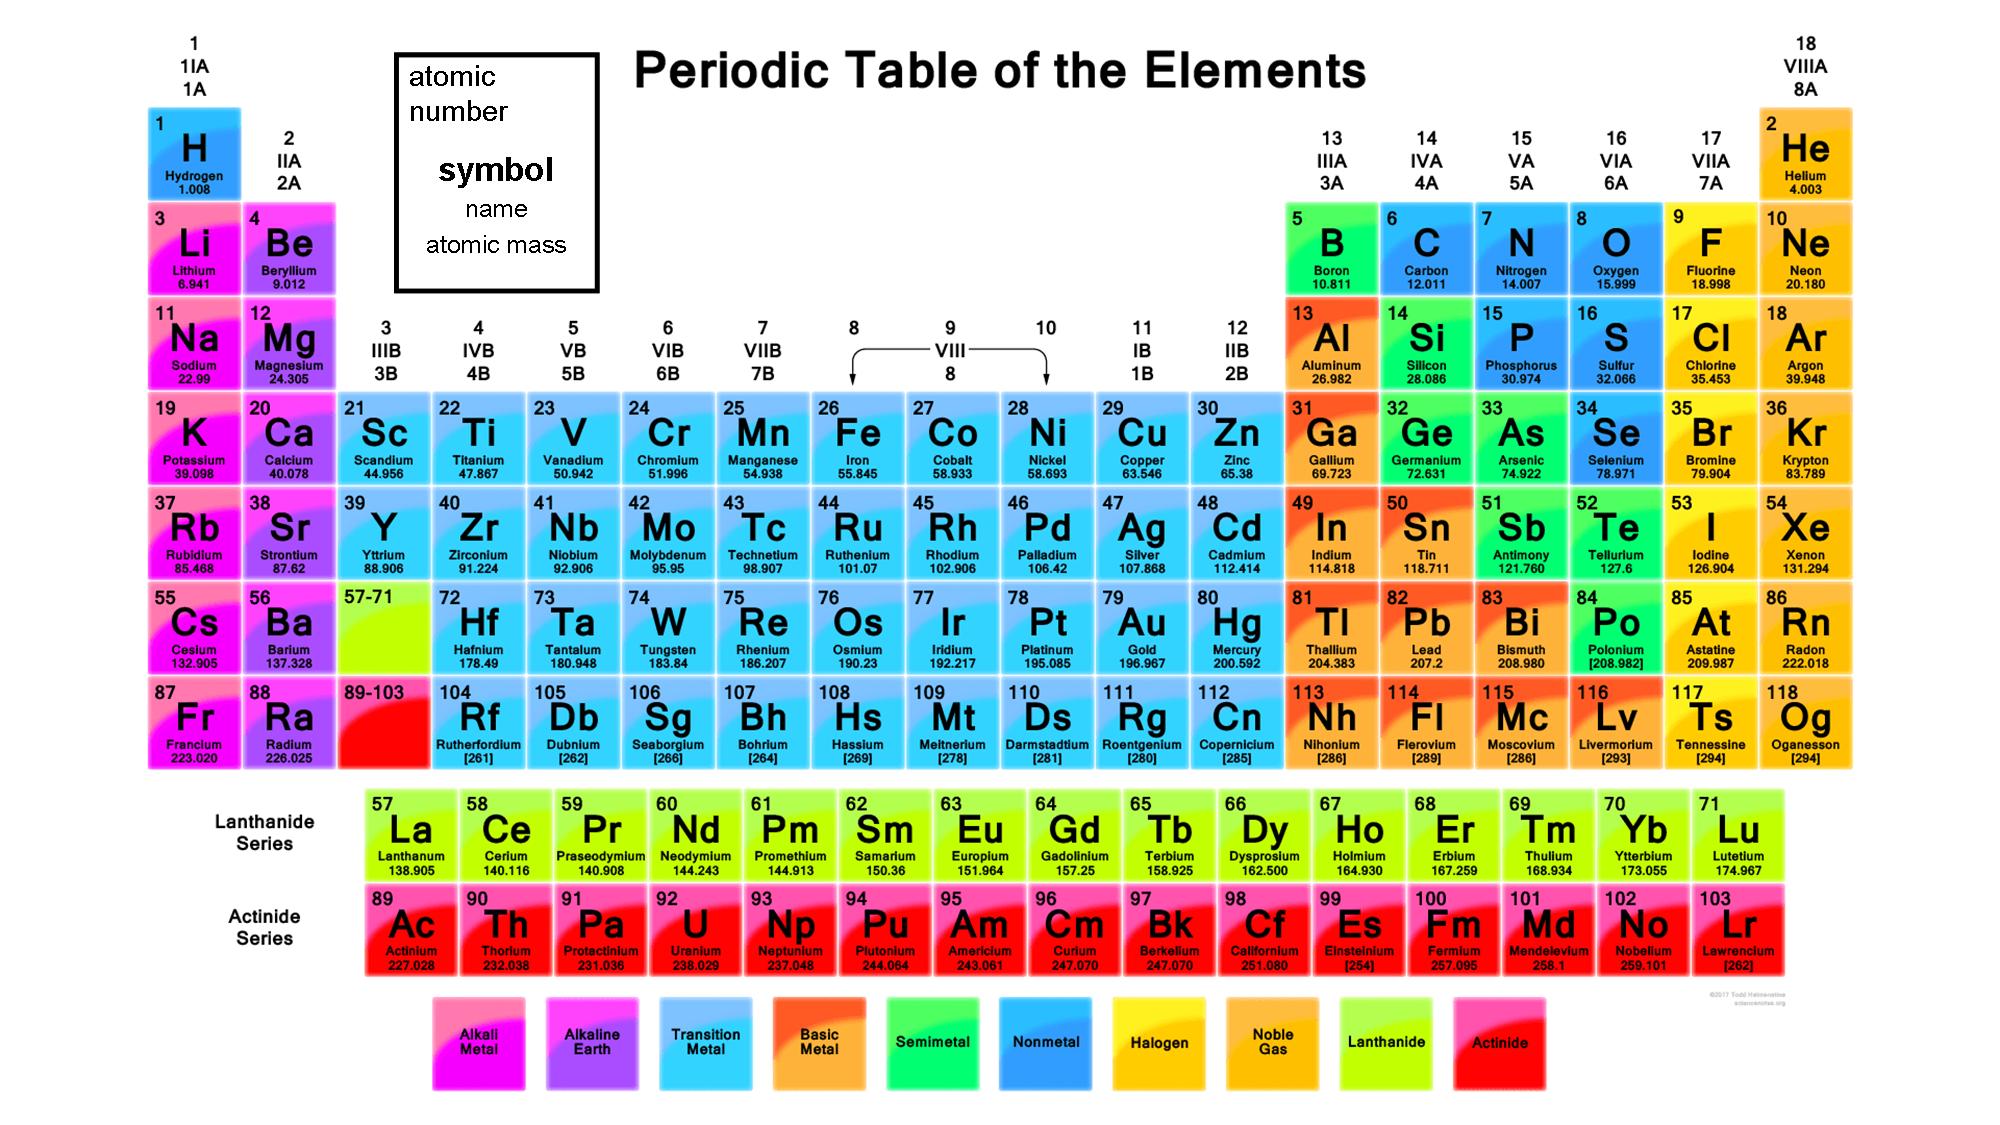 Periodic Table of the Elements
atomic
number
symbol
name
atomic mass
1
1IA
1A
18
VIIIA
8A
2
IIA
2A
13
IIIA
3A
14
IVA
4A
15
VA
5A
16
VIA
6A
17
VIIA
7A
3
IIIB
3B
4
IVB
4B
5
VB
5B
6
VIB
6B
7
VIIB
7B
8
9
10
VIII
8
11
IB
1B
12
IIB
2B
1
H
Hydrogen
1.008
2
He
Helium
4.003
3
Li
Lithium
6.941
4
Be
Beryllium
9.012
5
B
Boron
10.811
6
C
Carbon
12.011
7
N
Nitrogen
14.007
8
O
Oxygen
15.999
9
F
Fluorine
18.998
10
Ne
Neon
20.180
11
Na
Sodium
22.99
12
Mg
Magnesium
24.305
13
Al
Aluminum
26.982
14
Si
Silicon
28.086
15
P
Phosphorus
30.974
16
S
Sulfur
32.066
17
Cl
Chlorine
35.453
18
Ar
Argon
39.948
19
K
Potassium
39.098
20
Ca
Calcium
40.078
21
Sc
Scandium
44.956
22
Ti
Titanium
47.867
23
V
Vanadium
50.942
24
Cr
Chromium
51.996
25
Mn
Manganese
54.938
26
Fe
Iron
55.845
27
Co
Cobalt
58.933
28
Ni
Nickel
58.693
29
Cu
Copper
63.546
30
Zn
Zinc
65.38
31
Ga
Gallium
69.723
32
Ge
Germanium
72.631
33
As
Arsenic
74.922
34
Se
Selenium
78.971
35
Br
Bromine
79.904
36
Kr
Krypton
83.789
37
Rb
Rubidium
85.468
38
Sr
Strontium
87.62
39
Y
Yttrium
88.906
40
Zr
Zirconium
91.224
41
Nb
Niobium
92.906
42
Mo
Molybdenum
95.95
43
Tc
Technetium
98.907
44
Ru
Ruthenium
101.07
45
Rh
Rhodium
102.906
46
Pd
Palladium
106.42
47
Ag
Silver
107.868
48
Cd
Cadmium
112.414
49
In
Indium
114.818
50
Sn
Tin
118.711
51
Sb
Antimony
121.760
52
Te
Tellurium
127.6
53
I
Iodine
126.904
54
Xe
Xenon
131.294
55
Cs
Cesium
132.905
56
Ba
Barium
137.328
57-71
72
Hf
Hafnium
178.49
73
Ta
Tantalum
180.948
74
W
Tungsten
183.84
75
Re
Rhenium
186.207
76
Os
Osmium
190.23
77
Ir
Iridium
192.217
78
Pt
Platinum
195.085
79
Au
Gold
196.967
80
Hg
Mercury
200.592
81
Tl
Thallium
204.383
82
Pb
Lead
207.2
83
Bi
Bismuth
208.980
84
Po
Polonium
[208.982]
85
At
Astatine
209.987
86
Rn
Radon
222.018
87
Fr
Francium
223.020
88
Ra
Radium
226.025
89-103
104
Rf
Rutherfordium
[261]
105
Db
Dubnium
[262]
106
Sg
Seaborgium
[266]
107
Bh
Bohrium
[264]
108
Hs
Hassium
[269]
109
Mt
Meitnerium
[278]
110
Ds
Darmstadtium
[281]
111
Rg
Roentgenium
[280]
112
Cn
Copernicium
[285]
113
Nh
Nihonium
[286]
114
Fl
Flerovium
[289]
115
Mc
Moscovium
[286]
116
Lv
Livermorium
[293]
117
Ts
Tennessine
[294]
118
Og
Oganesson
[294]
Lanthanide
Series
57
La
Lanthanum
138.905
58
Ce
Cerium
140.116
59
Pr
Praseodymium
140.908
60
Nd
Neodymium
144.243
61
Pm
Promethium
144.913
62
Sm
Samarium
150.36
63
Eu
Europium
151.964
64
Gd
Gadolinium
157.25
65
Tb
Terbium
158.925
66
Dy
Dysprosium
162.500
67
Ho
Holmium
164.930
68
Er
Erbium
167.259
69
Tm
Thulium
168.934
70
Yb
Ytterbium
173.055
71
Lu
Lutetium
174.967
Actinide
Series
89
Ac
Actinium
227.028
90
Th
Thorium
232.038
91
Pa
Protactinium
231.036
92
U
Uranium
238.029
93
Np
Neptunium
237.048
94
Pu
Plutonium
244.064
95
Am
Americium
243.061
96
Cm
Curium
247.070
97
Bk
Berkelium
247.070
98
Cf
Californium
251.080
99
Es
Einsteinium
[254]
100
Fm
Fermium
257.095
101
Md
Mendelevium
258.1
102
No
Nobelium
259.101
103
Lr
Lawrencium
[262]
©2017 Todd Helmenstine
sciencenotes.org
Alkali
Metal
Alkaline
Earth
Transition
Metal
Basic
Metal
Semimetal
Nonmetal
Halogen
Noble
Gas
Lanthanide
Actinide